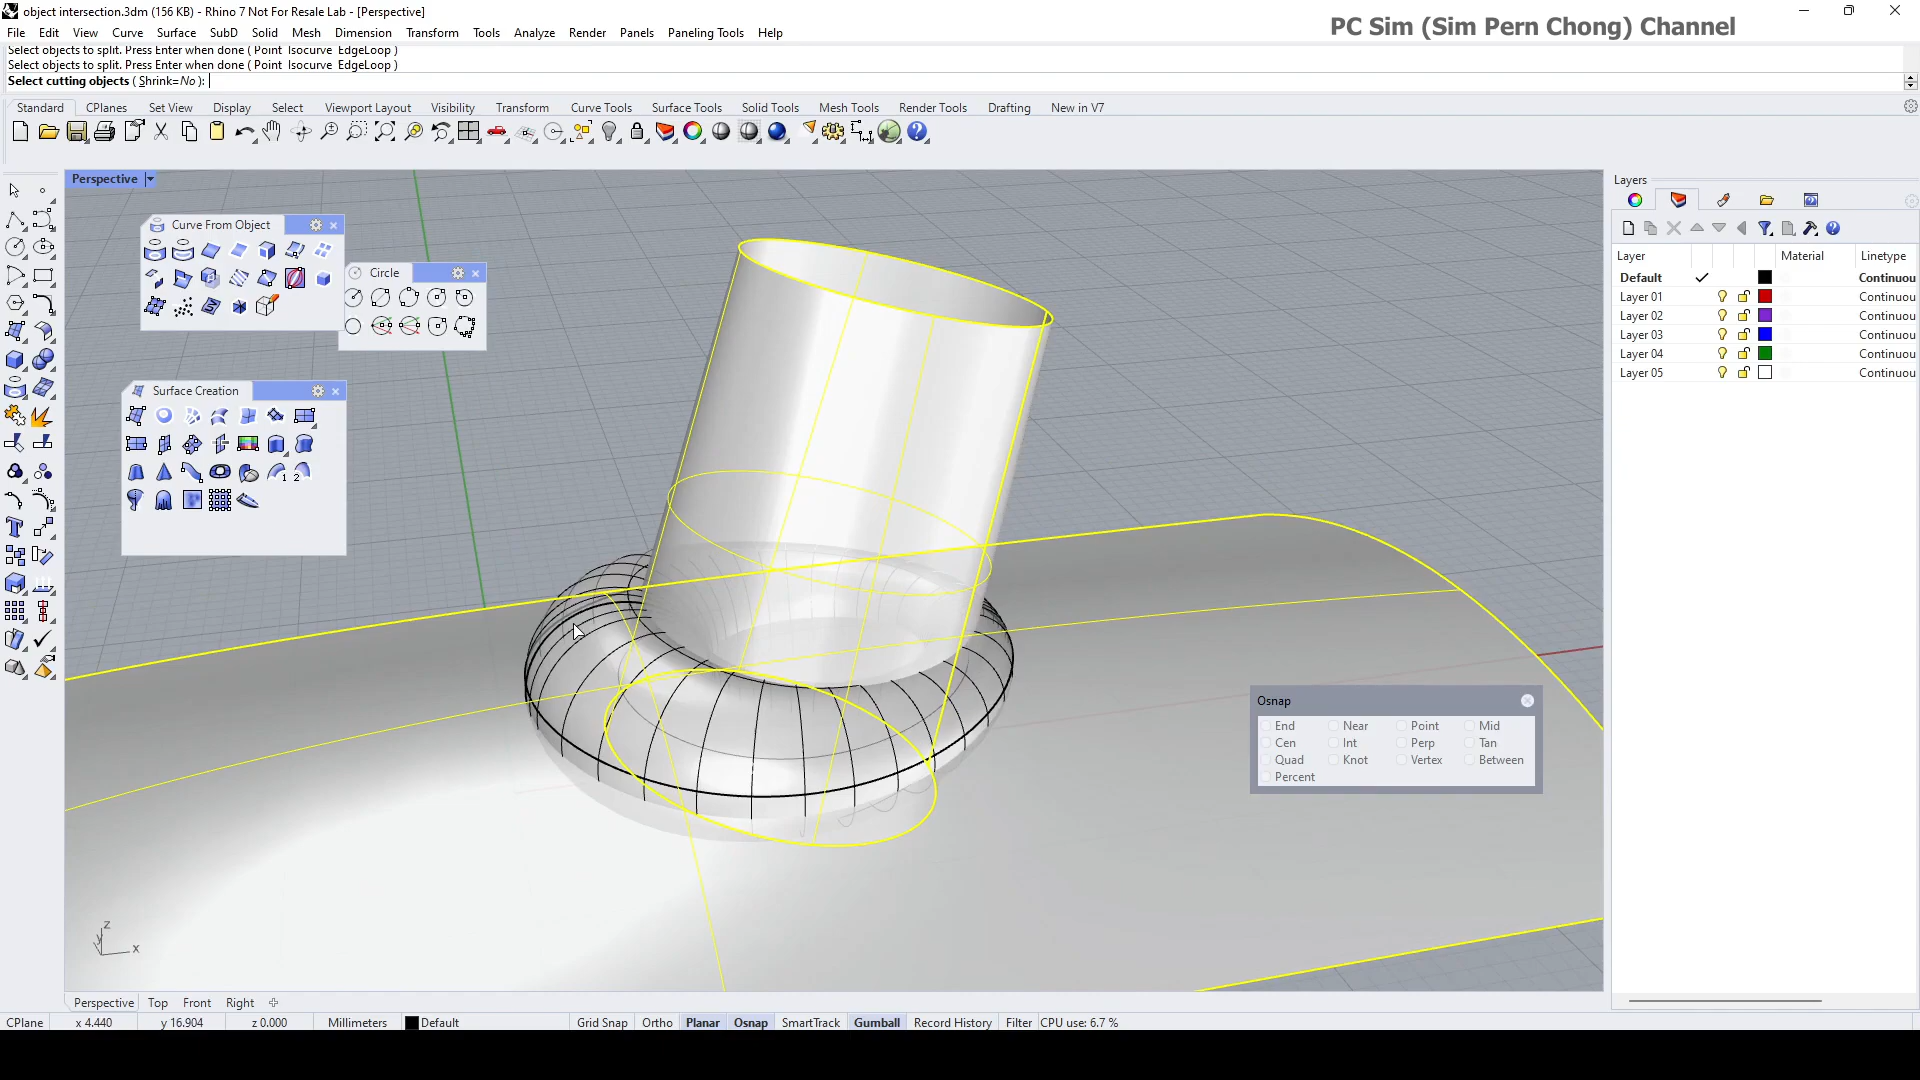 object intersection.3dm (156 KB) - Rhino 7 Not For Resale Lab - [Perspective]
PC Sim (Sim Pern Chong) Channel
File Edit View Curve Surface SubD Solid Mesh Dimension Transform Tools Analyze Render Panels Paneling Tools Help
Select objects to split. Press Enter when done ( Point Isocurve EdgeLoop )
Select objects to split. Press Enter when done ( Point Isocurve EdgeLoop )
Select cutting objects ( Shrink=No ):
Standard CPlanes Set View Display Select Viewport Layout Visibility Transform Curve Tools Surface Tools Solid Tools Mesh Tools Render Tools Drafting New in V7
Perspective
Layers
Curve From Object
Circle
Surface Creation
Layer Material Linetype
Default Continuou
Layer 01 Continuou
Layer 02 Continuou
Layer 03 Continuou
Layer 04 Continuou
Layer 05 Continuou
Osnap
End Near Point Mid
Cen Int Perp Tan
Quad Knot Vertex Between
Percent
z
y
x
Perspective Top Front Right
CPlane x 4.440 y 16.904 z 0.000 Millimeters Default Grid Snap Ortho Planar Osnap SmartTrack Gumball Record History Filter CPU use: 6.7 %